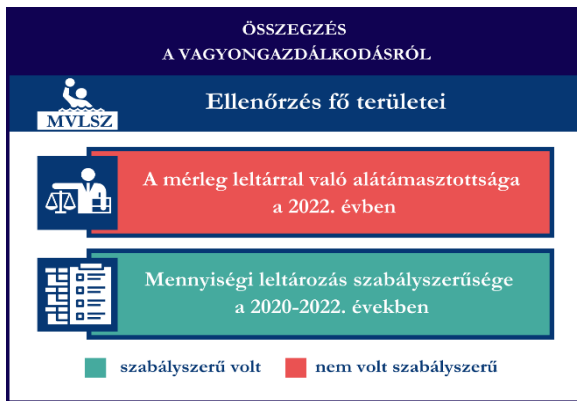 ÖSSZEGZÉS
A VAGYONGAZDÁLKODÁSRÓL
MVLSZ
Ellenőrzés fő területei
A mérleg leltárral való alátámasztottsága
a 2022. évben
Mennyiségi leltározás szabályszerűsége
a 2020-2022. években
szabályszerű volt
nem volt szabályszerű